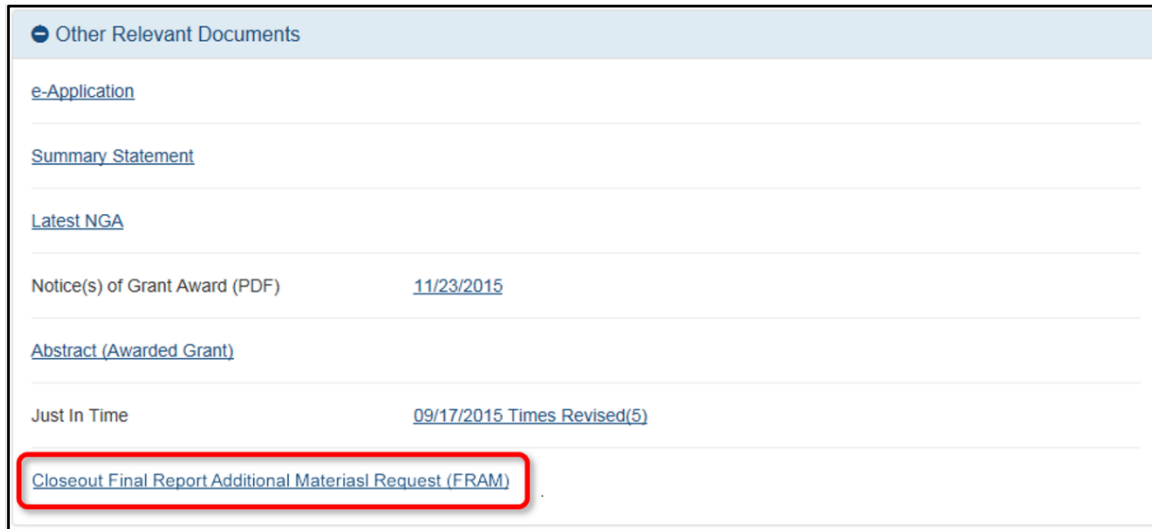 Other Relevant Documents
e-Application
Summary Statement
Latest NGA
Notice(s) of Grant Award (PDF) 11/23/2015
Abstract (Awarded Grant)
Just In Time 09/17/2015 Times Revised(5)
Closeout Final Report Additional Materiasl Request (FRAM) .